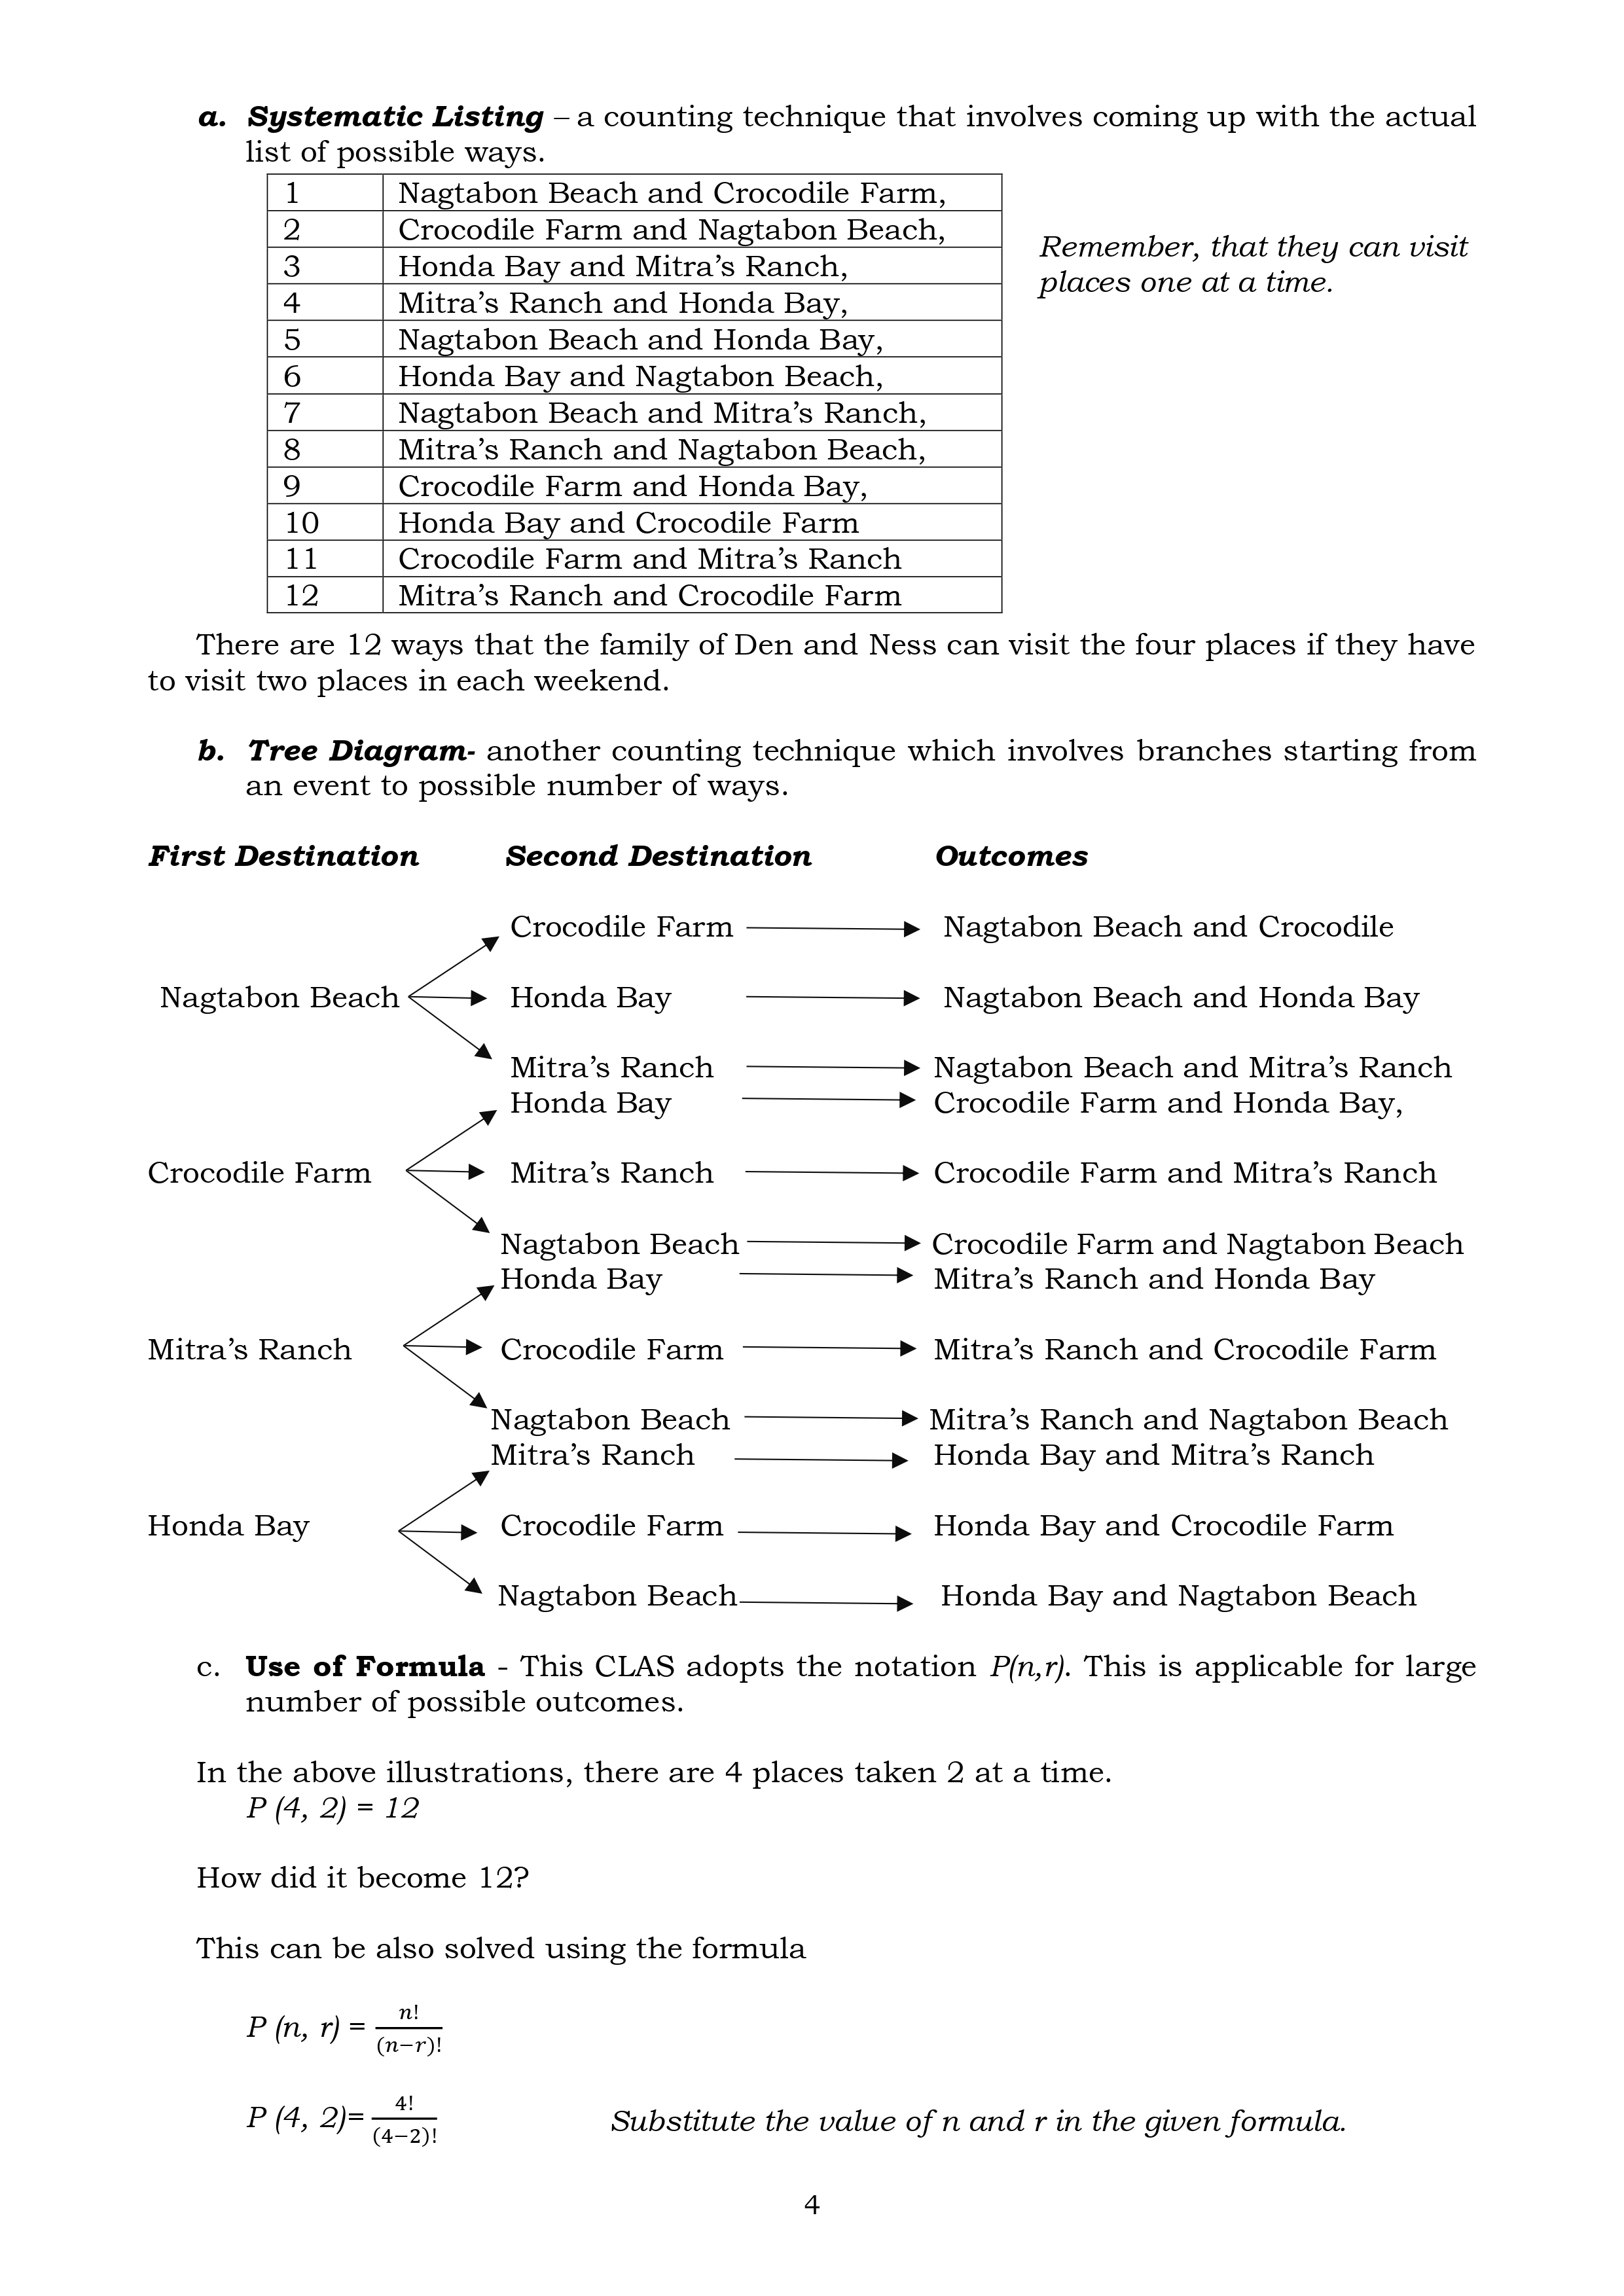 a. Systematic Listing – a counting technique that involves coming up with the actual
list of possible ways.
1 Nagtabon Beach and Crocodile Farm,
2 Crocodile Farm and Nagtabon Beach,
3 Honda Bay and Mitra’s Ranch,
4 Mitra’s Ranch and Honda Bay,
5 Nagtabon Beach and Honda Bay,
6 Honda Bay and Nagtabon Beach,
7 Nagtabon Beach and Mitra’s Ranch,
8 Mitra’s Ranch and Nagtabon Beach,
9 Crocodile Farm and Honda Bay,
10 Honda Bay and Crocodile Farm
11 Crocodile Farm and Mitra’s Ranch
12 Mitra’s Ranch and Crocodile Farm
Remember, that they can visit
places one at a time.
There are 12 ways that the family of Den and Ness can visit the four places if they have
to visit two places in each weekend.
b. Tree Diagram- another counting technique which involves branches starting from
an event to possible number of ways.
First Destination Second Destination Outcomes
Crocodile Farm Nagtabon Beach and Crocodile
Nagtabon Beach Honda Bay Nagtabon Beach and Honda Bay
Mitra’s Ranch Nagtabon Beach and Mitra’s Ranch
Honda Bay Crocodile Farm and Honda Bay,
Crocodile Farm Mitra’s Ranch Crocodile Farm and Mitra’s Ranch
Nagtabon Beach Crocodile Farm and Nagtabon Beach
Honda Bay Mitra’s Ranch and Honda Bay
Mitra’s Ranch Crocodile Farm Mitra’s Ranch and Crocodile Farm
Nagtabon Beach Mitra’s Ranch and Nagtabon Beach
Mitra’s Ranch Honda Bay and Mitra’s Ranch
Honda Bay Crocodile Farm Honda Bay and Crocodile Farm
Nagtabon Beach Honda Bay and Nagtabon Beach
c. Use of Formula - This CLAS adopts the notation P(n,r). This is applicable for large
number of possible outcomes.
In the above illustrations, there are 4 places taken 2 at a time.
P (4, 2) = 12
How did it become 12?
This can be also solved using the formula
P (n, r) = n!/(n−r)!
P (4, 2)= 4!/(4−2)! Substitute the value of n and r in the given formula.
4